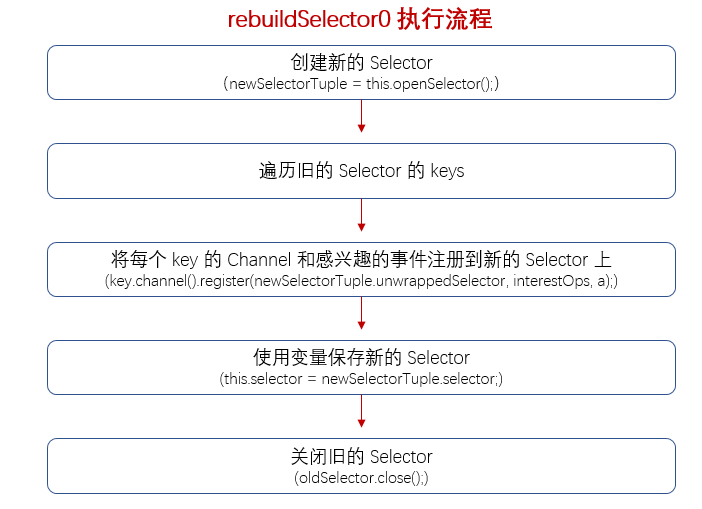 rebuildSelector0 执行流程
创建新的 Selector
（newSelectorTuple = this.openSelector();）
遍历旧的 Selector 的 keys
将每个 key 的 Channel 和感兴趣的事件注册到新的 Selector 上
(key.channel().register(newSelectorTuple.unwrappedSelector, interestOps, a);)
使用变量保存新的 Selector
(this.selector = newSelectorTuple.selector;)
关闭旧的 Selector
(oldSelector.close();)